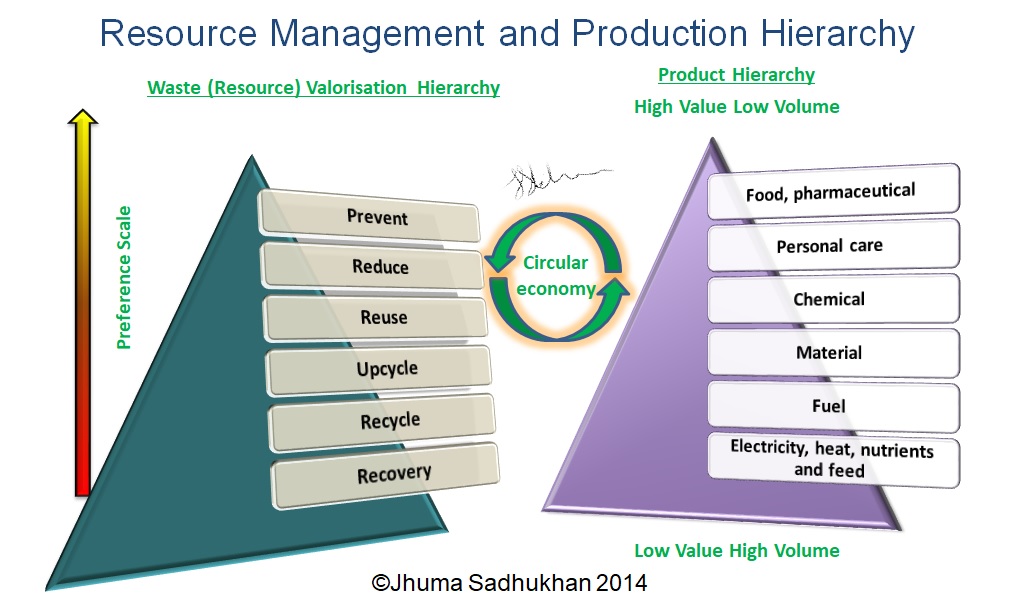 Resource Management and Production Hierarchy
Waste (Resource) Valorisation Hierarchy
Preference Scale
Prevent
Reduce
Reuse
Upcycle
Recycle
Recovery
Circular
economy
Product Hierarchy
High Value Low Volume
Food, pharmaceutical
Personal care
Chemical
Material
Fuel
Electricity, heat, nutrients
and feed
Low Value High Volume
©Jhuma Sadhukhan 2014